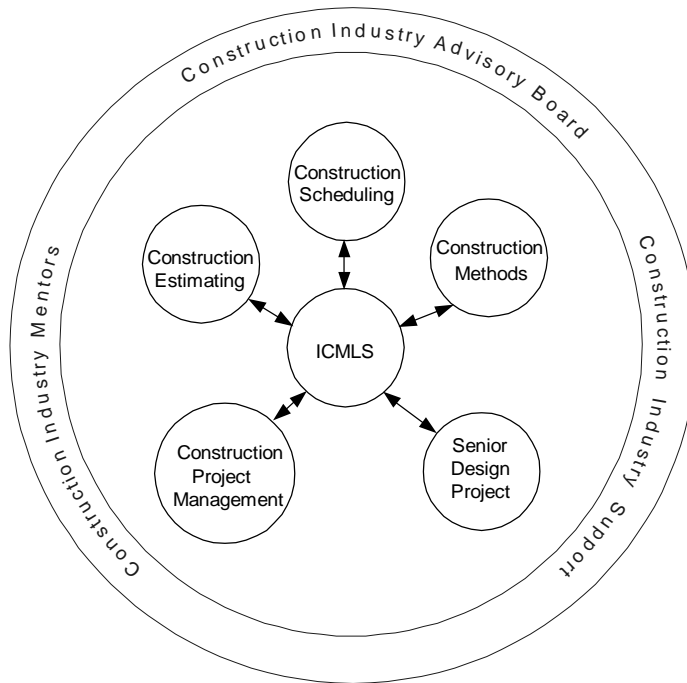 Construction Industry Advisory Board
Construction
Scheduling
Construction
Estimating
Construction
Methods
ICMLS
Construction
Project
Management
Senior
Design
Project
Construction Industry Mentors
Construction Industry Support